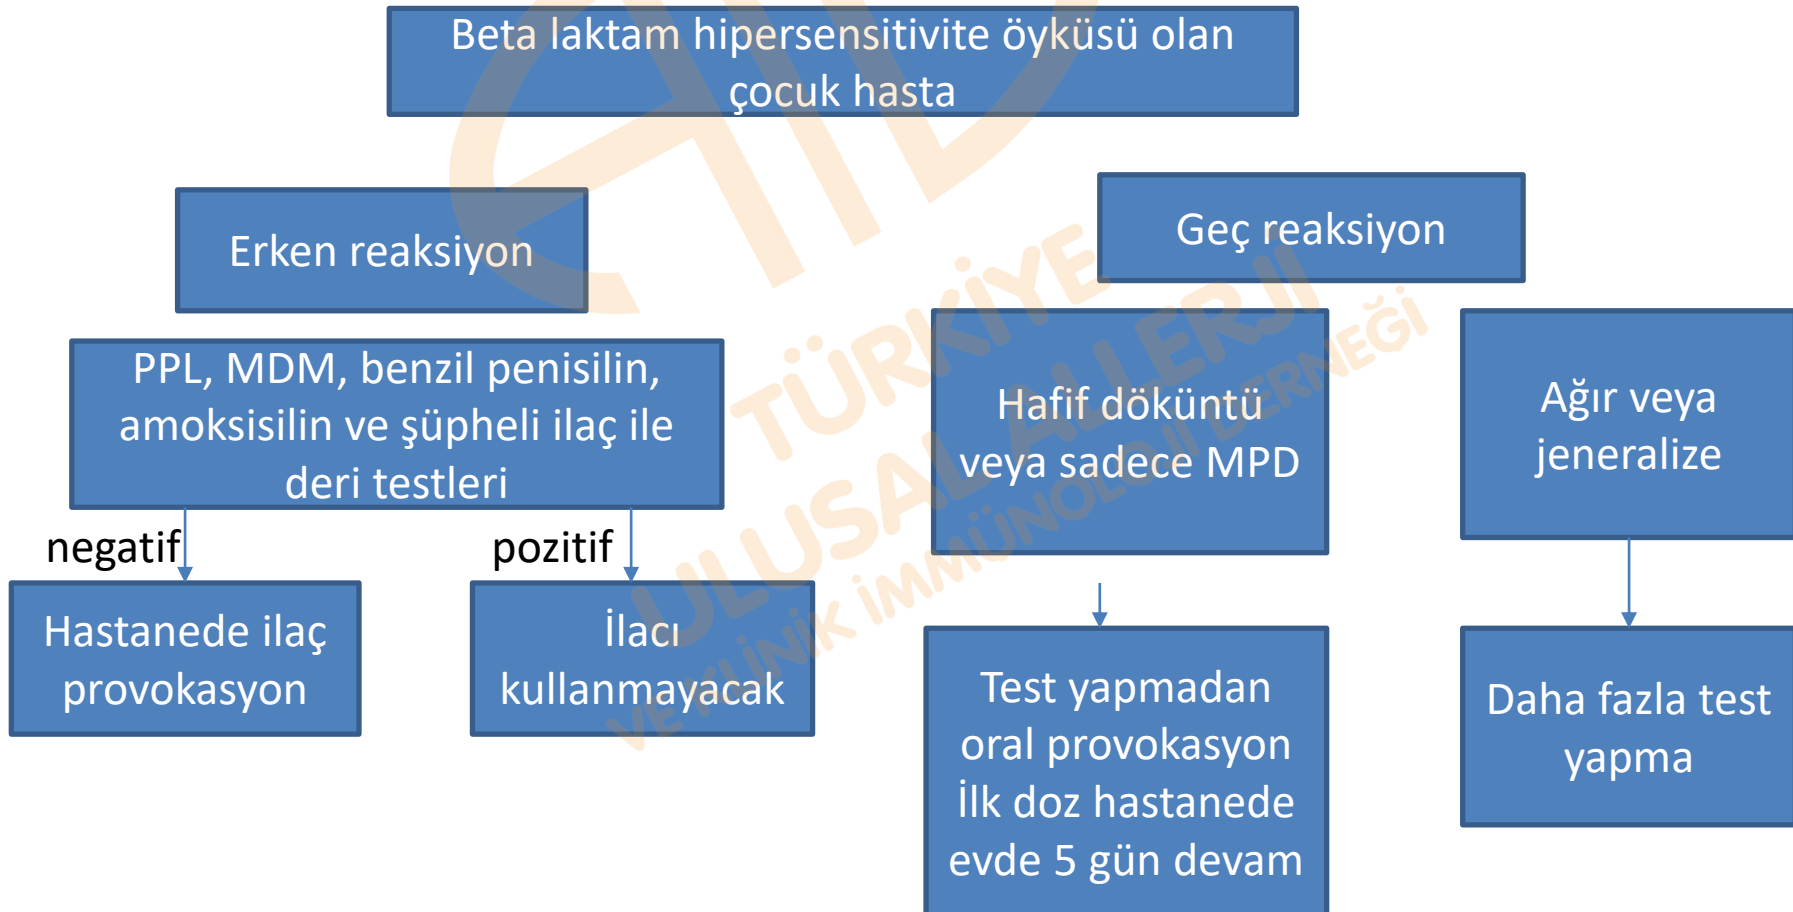 Beta laktam hipersensitivite öyküsü olan
çocuk hasta
Erken reaksiyon
Geç reaksiyon
PPL, MDM, benzil penisilin,
amoksisilin ve şüpheli ilaç ile
deri testleri
Hafif döküntü
veya sadece MPD
Ağır veya
jeneralize
negatif
pozitif
Hastanede ilaç
provokasyon
İlacı
kullanmayacak
Test yapmadan
oral provokasyon
İlk doz hastanede
evde 5 gün devam
Daha fazla test
yapma
TÜRKİYE
ULUSAL ALLERJİ
VE KLİNİK İMMÜNOLOJİ DERNEĞİ